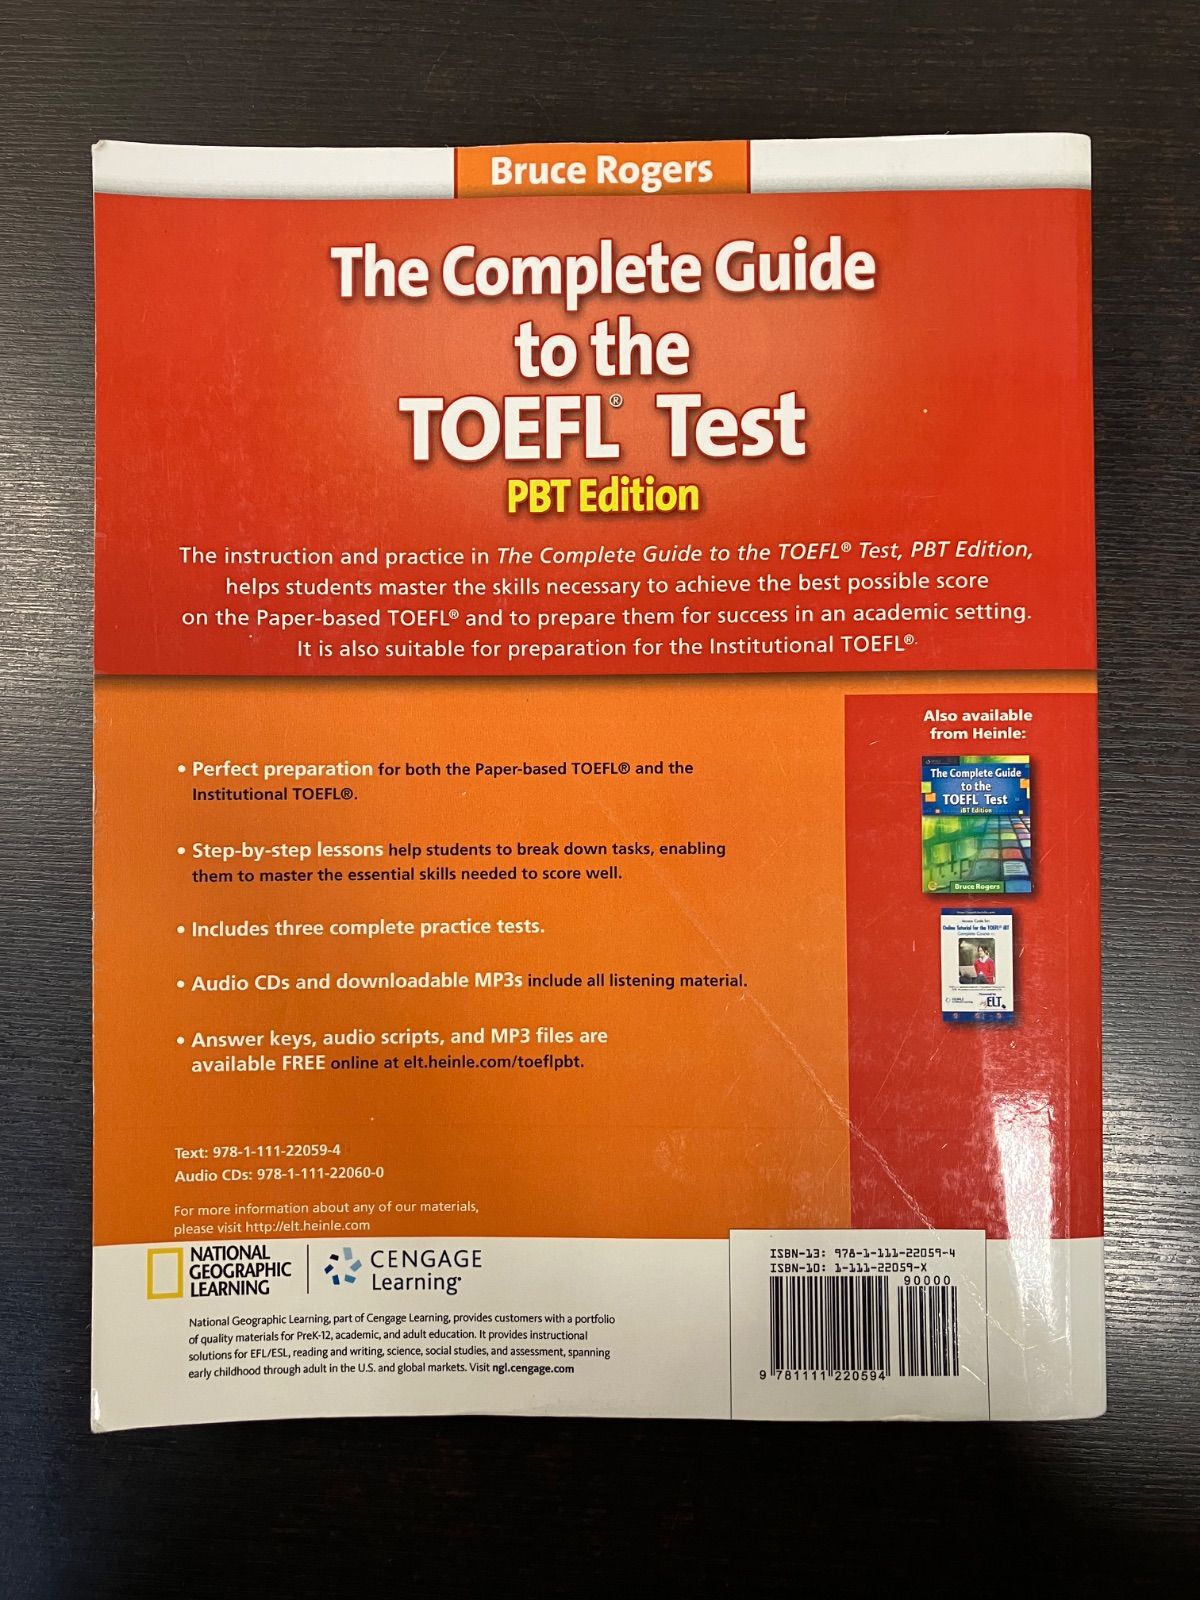 Bruce Rogers
The Complete Guide
to the
TOEFL® Test
PBT Edition
The instruction and practice in The Complete Guide to the TOEFL® Test, PBT Edition,
helps students master the skills necessary to achieve the best possible score
on the Paper-based TOEFL® and to prepare them for success in an academic setting.
It is also suitable for preparation for the Institutional TOEFL®.
• Perfect preparation for both the Paper-based TOEFL® and the
Institutional TOEFL®.
• Step-by-step lessons help students to break down tasks, enabling
them to master the essential skills needed to score well.
• Includes three complete practice tests.
• Audio CDs and downloadable MP3s include all listening material.
• Answer keys, audio scripts, and MP3 files are
available FREE online at elt.heinle.com/toeflpbt.
Also available
from Heinle:
The Complete Guide
to the
TOEFL Test
iBT Edition
Bruce Rogers
Online Tutorial for the TOEFL® iBT
Complete Course
ELT
Text: 978-1-111-22059-4
Audio CDs: 978-1-111-22060-0
For more information about any of our materials,
please visit http://elt.heinle.com
NATIONAL
GEOGRAPHIC
LEARNING
CENGAGE
Learning
National Geographic Learning, part of Cengage Learning, provides customers with a portfolio
of quality materials for PreK-12, academic, and adult education. It provides instructional
solutions for EFL/ESL, reading and writing, science, social studies, and assessment, spanning
early childhood through adult in the U.S. and global markets. Visit ngl.cengage.com
ISBN-13: 978-1-111-22059-4
ISBN-10: 1-111-22059-X
90000
9 781111 220594